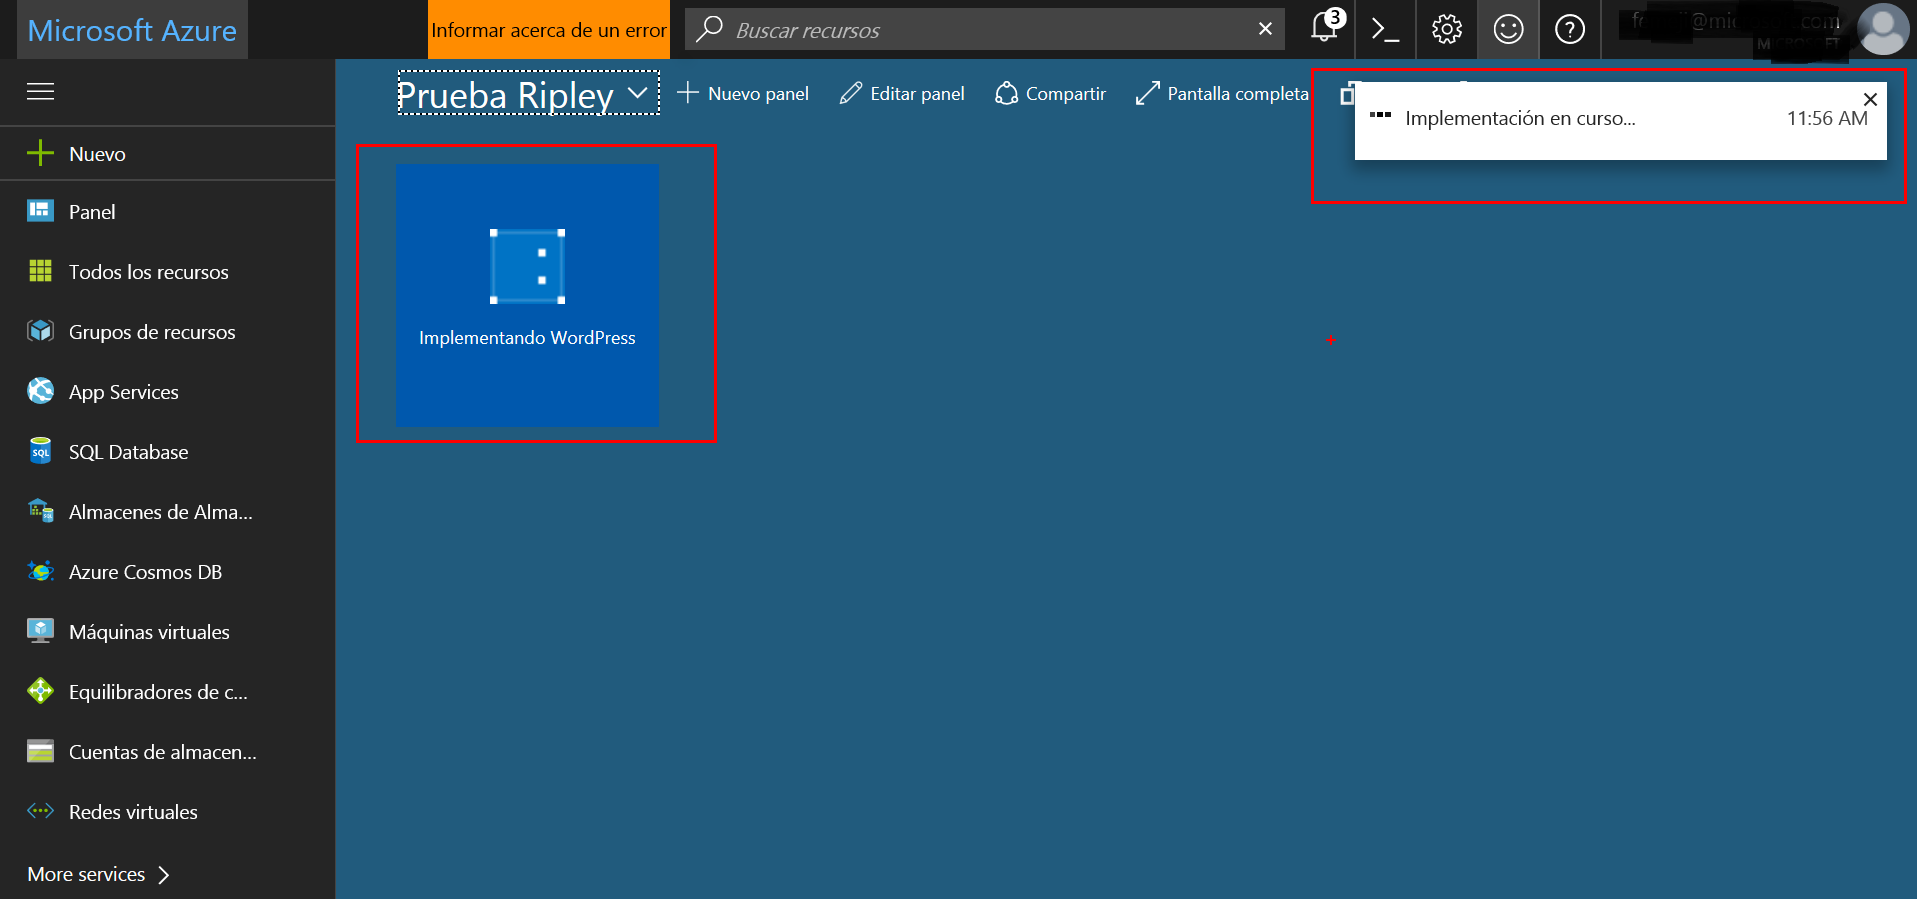 Microsoft Azure
Informar acerca de un error
Buscar recursos
3
Prueba Ripley
Nuevo panel
Editar panel
Compartir
Pantalla completa
Implementación en curso...
11:56 AM
Nuevo
Panel
Todos los recursos
Grupos de recursos
App Services
SQL Database
Almacenes de Alma...
Azure Cosmos DB
Máquinas virtuales
Equilibradores de c...
Cuentas de almacen...
Redes virtuales
More services
Implementando WordPress